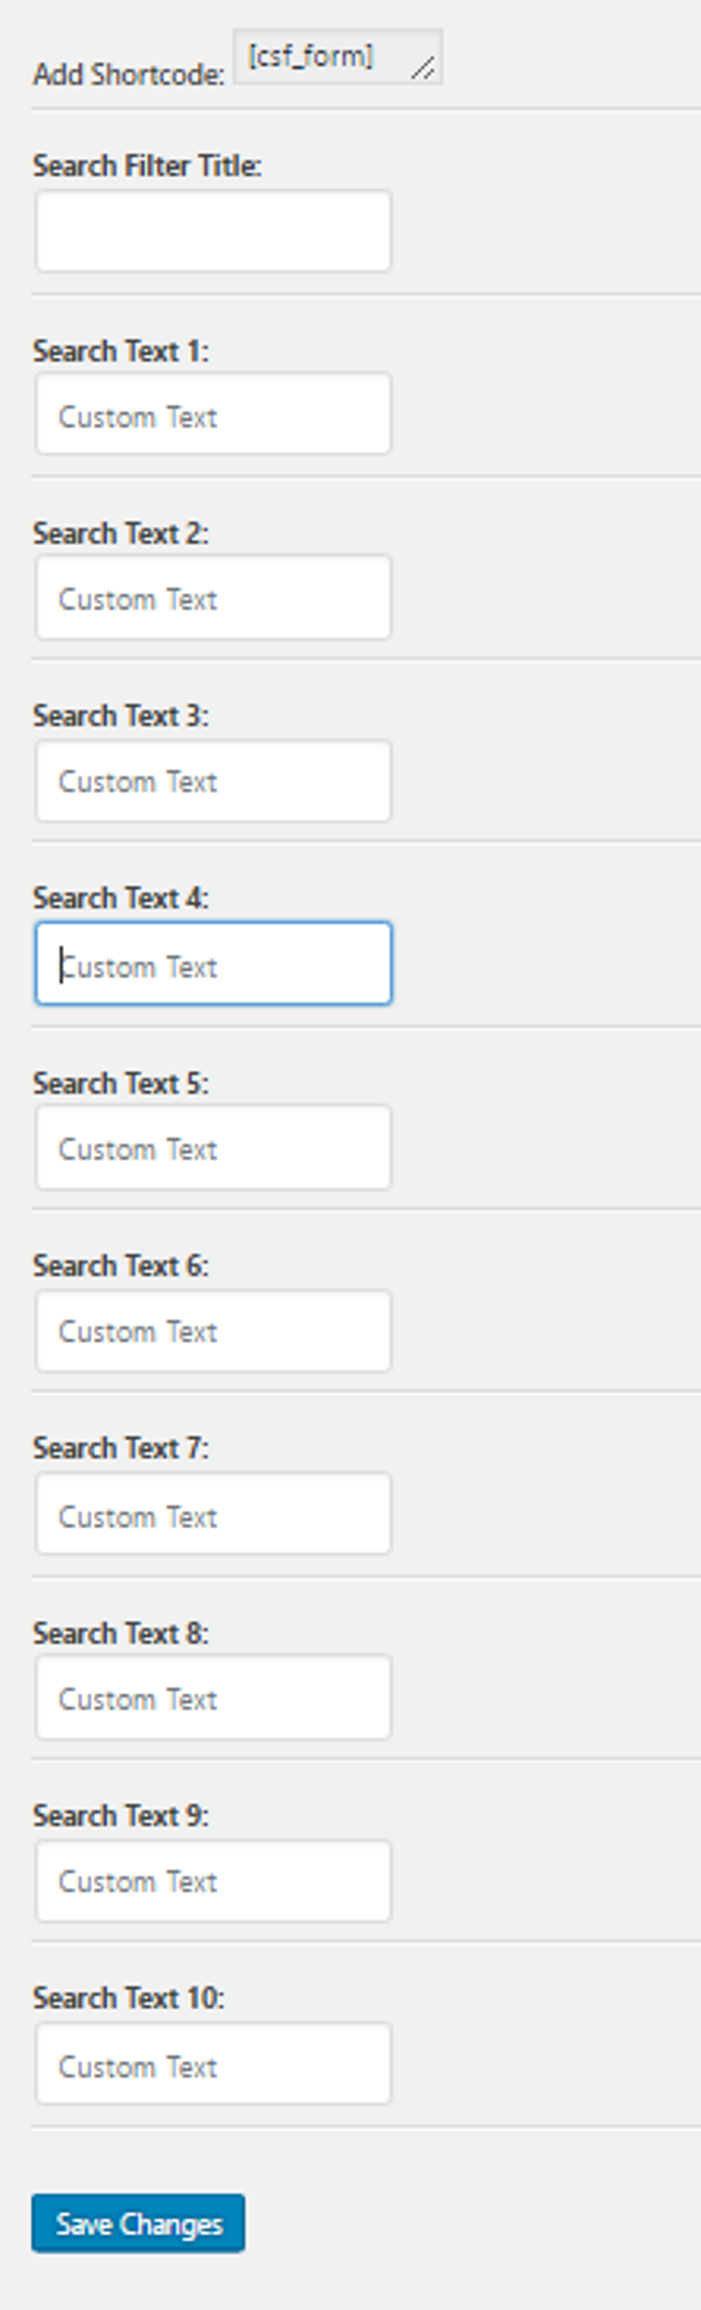 Add Shortcode: [csf_form]
Search Filter Title:
Search Text 1:
Custom Text
Search Text 2:
Custom Text
Search Text 3:
Custom Text
Search Text 4:
Custom Text
Search Text 5:
Custom Text
Search Text 6:
Custom Text
Search Text 7:
Custom Text
Search Text 8:
Custom Text
Search Text 9:
Custom Text
Search Text 10:
Custom Text
Save Changes